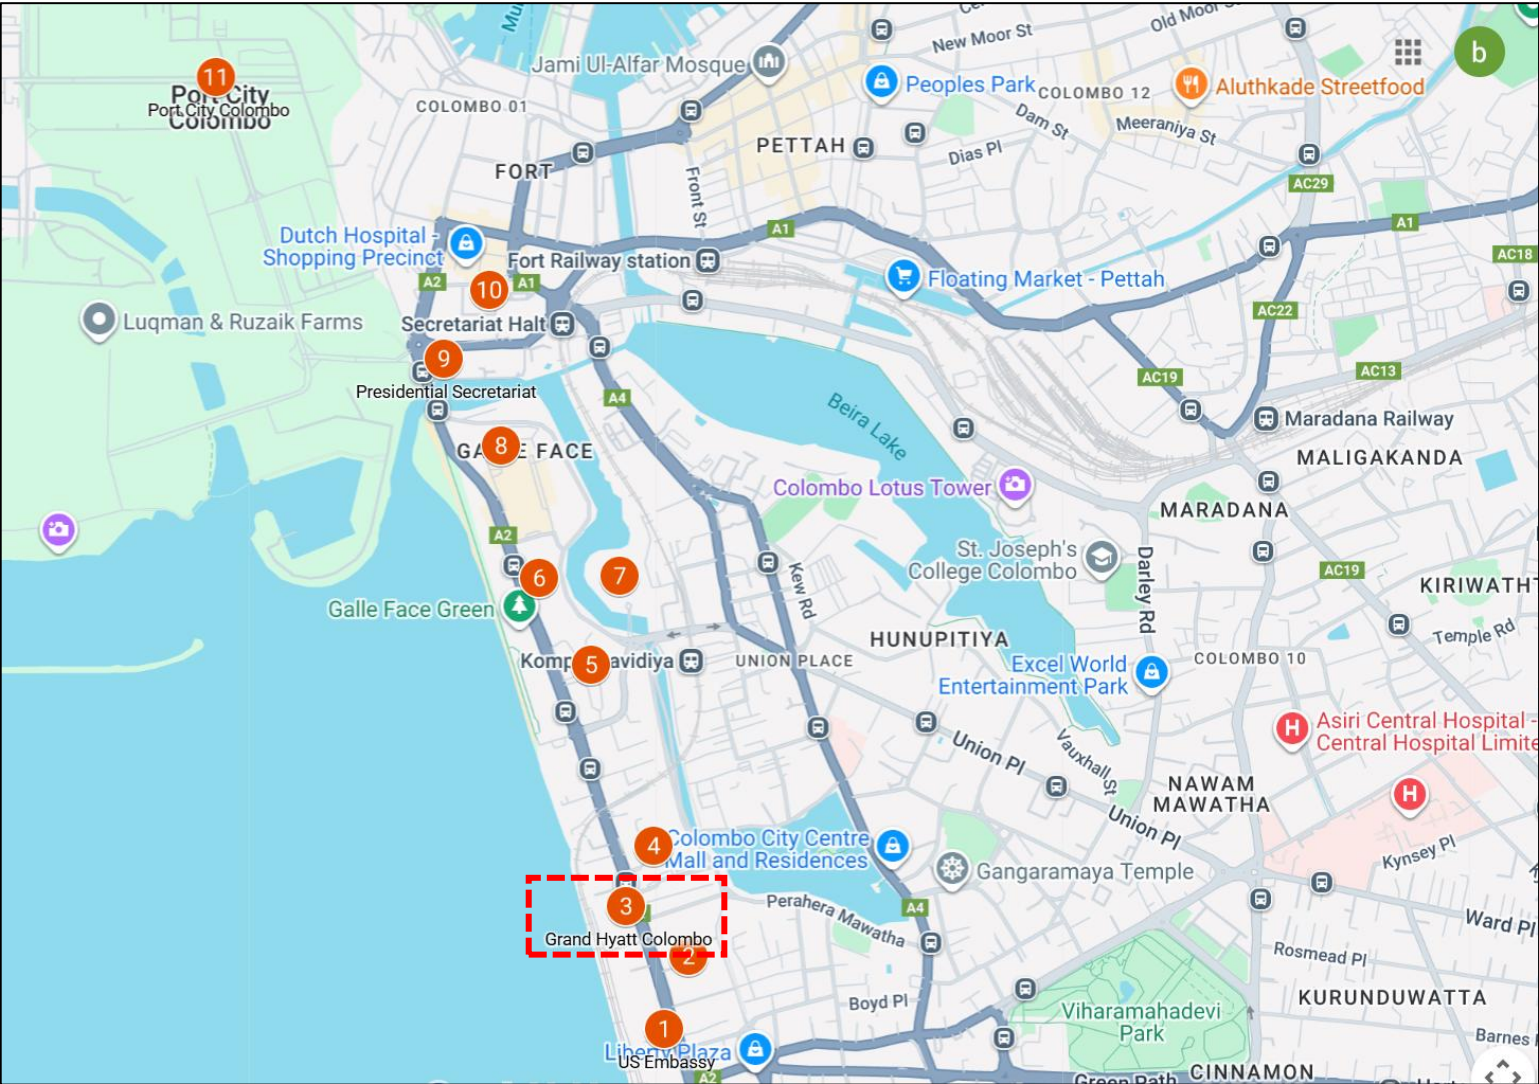 Old Moor
New Moor St
Jami Ul-Alfar Mosque
b
11
Port City
Colombo
Port City Colombo
COLOMBO 01
Peoples Park
COLOMBO 12
Aluthkade Streetfood
Dam St
Meeraniya St
PETTAH
Dias Pl
FORT
Front St
AC29
A1
A1
Dutch Hospital -
Shopping Precinct
Fort Railway station
AC18
A2
10
A1
Floating Market - Pettah
Luqman & Ruzaik Farms
Secretariat Halt
AC22
9
Presidential Secretariat
A4
AC19
AC13
Beira Lake
Maradana Railway
8
FACE
MALIGAKANDA
Colombo Lotus Tower
MARADANA
A2
St. Joseph's
College Colombo
Darley Rd
AC19
6
7
Kew Rd
KIRIWATH
Galle Face Green
HUNUPITIYA
Temple Rd
5
UNION PLACE
COLOMBO 10
Excel World
Entertainment Park
Asiri Central Hospital -
Central Hospital Limite
H
Union Pl
Vauxhall St
NAWAM
MAWATHA
H
Union Pl
4
Colombo City Centre
Mall and Residences
Kynsey Pl
Gangaramaya Temple
3
Perahera Mawatha
A4
Ward Pl
Grand Hyatt Colombo
2
Rosmead Pl
Boyd Pl
KURUNDUWATTA
Viharamahadevi
Park
1
Barnes
Liberty Plaza
US Embassy
A2
Green Path
CINNAMON